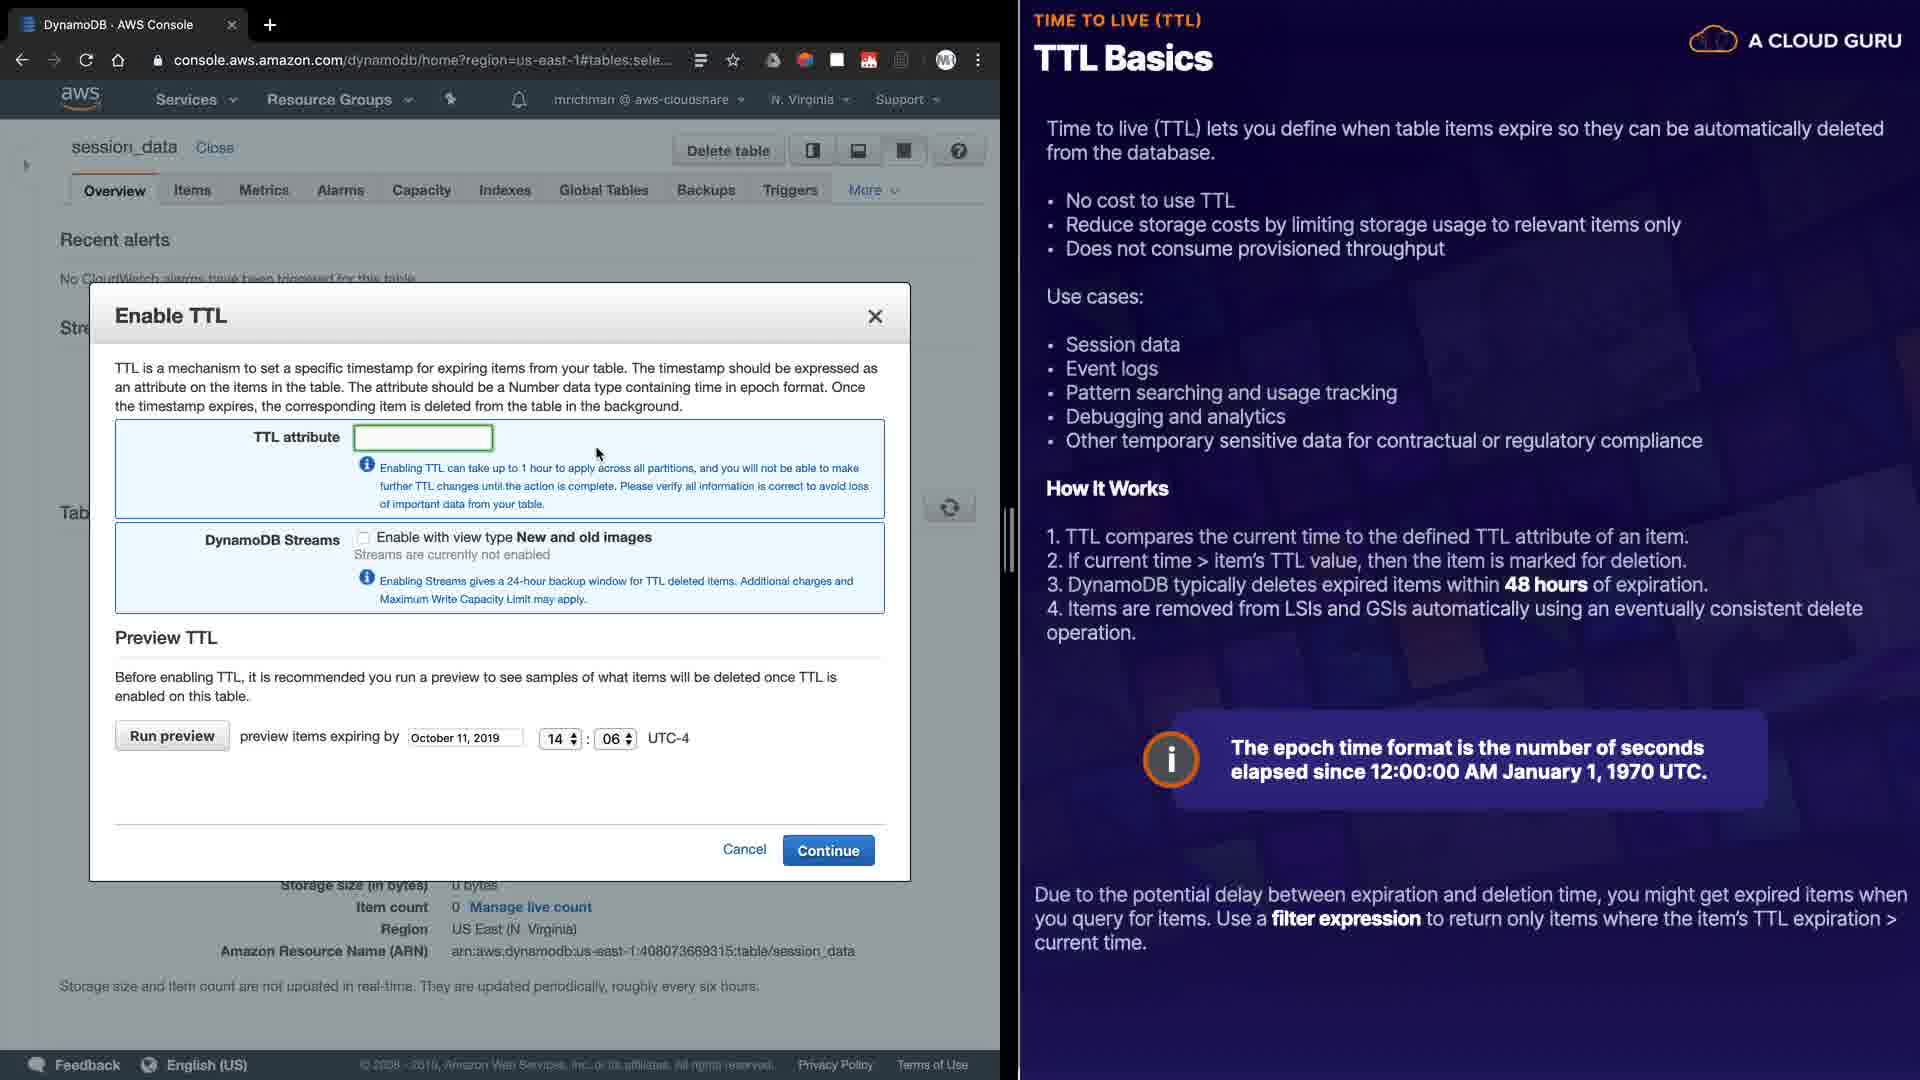 DynamoDB · AWS Console
console.aws.amazon.com/dynamodb/home?region=us-east-1#tables:sele...
aws
Services
Resource Groups
mrichman @ aws-cloudshare
N. Virginia
Support
session_data
Close
Delete table
Overview
Items
Metrics
Alarms
Capacity
Indexes
Global Tables
Backups
Triggers
More
Recent alerts
No CloudWatch alarms have been triggered for this table.
Stre
Tab
Enable TTL
TTL is a mechanism to set a specific timestamp for expiring items from your table. The timestamp should be expressed as
an attribute on the items in the table. The attribute should be a Number data type containing time in epoch format. Once
the timestamp expires, the corresponding item is deleted from the table in the background.
TTL attribute
Enabling TTL can take up to 1 hour to apply across all partitions, and you will not be able to make
further TTL changes until the action is complete. Please verify all information is correct to avoid loss
of important data from your table.
DynamoDB Streams
Enable with view type New and old images
Streams are currently not enabled
Enabling Streams gives a 24-hour backup window for TTL deleted items. Additional charges and
Maximum Write Capacity Limit may apply.
Preview TTL
Before enabling TTL, it is recommended you run a preview to see samples of what items will be deleted once TTL is
enabled on this table.
Run preview
preview items expiring by
October 11, 2019
14 : 06 UTC-4
Cancel
Continue
Storage size (in bytes) 0 bytes
Item count 0 Manage live count
Region US East (N. Virginia)
Amazon Resource Name (ARN) arn:aws:dynamodb:us-east-1:408073669315:table/session_data
Storage size and item count are not updated in real-time. They are updated periodically, roughly every six hours.
Feedback
English (US)
© 2008 - 2019, Amazon Web Services, Inc. or its affiliates. All rights reserved.
Privacy Policy
Terms of Use
TIME TO LIVE (TTL)
TTL Basics
A CLOUD GURU
Time to live (TTL) lets you define when table items expire so they can be automatically deleted
from the database.
• No cost to use TTL
• Reduce storage costs by limiting storage usage to relevant items only
• Does not consume provisioned throughput
Use cases:
• Session data
• Event logs
• Pattern searching and usage tracking
• Debugging and analytics
• Other temporary sensitive data for contractual or regulatory compliance
How It Works
1. TTL compares the current time to the defined TTL attribute of an item.
2. If current time > item's TTL value, then the item is marked for deletion.
3. DynamoDB typically deletes expired items within 48 hours of expiration.
4. Items are removed from LSIs and GSIs automatically using an eventually consistent delete
operation.
i
The epoch time format is the number of seconds
elapsed since 12:00:00 AM January 1, 1970 UTC.
Due to the potential delay between expiration and deletion time, you might get expired items when
you query for items. Use a filter expression to return only items where the item's TTL expiration >
current time.